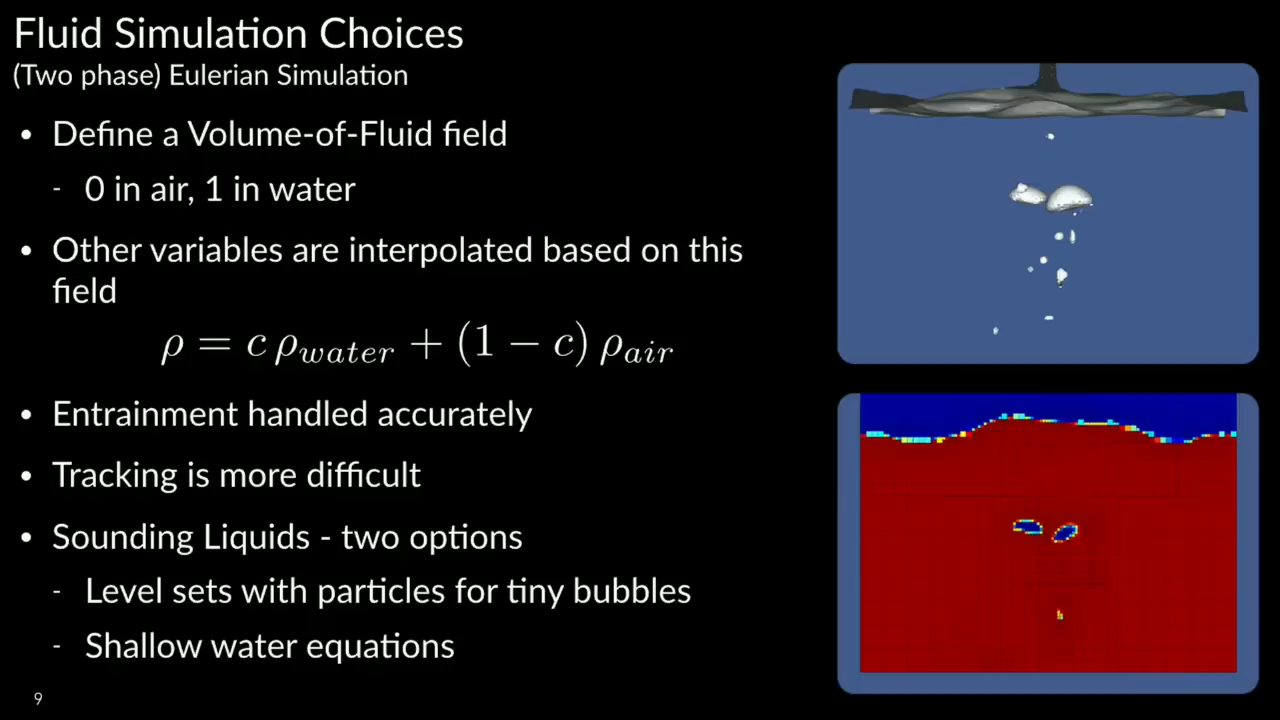 Fluid Simulation Choices
(Two phase) Eulerian Simulation
• Define a Volume-of-Fluid field
- 0 in air, 1 in water
• Other variables are interpolated based on this
field
ρ = c ρ_water + (1 − c) ρ_air
• Entrainment handled accurately
• Tracking is more difficult
• Sounding Liquids - two options
- Level sets with particles for tiny bubbles
- Shallow water equations
9